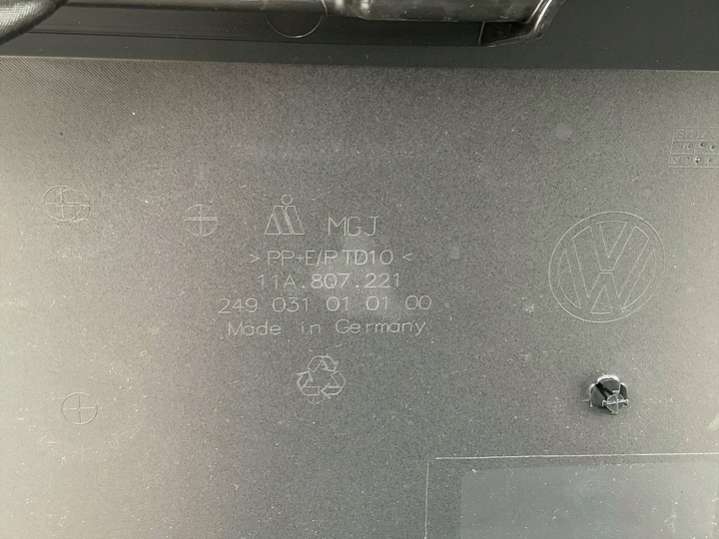 MGJ
>PP+E/P TD10<
11A.807.221
249 031 01 01 00
Made in Germany